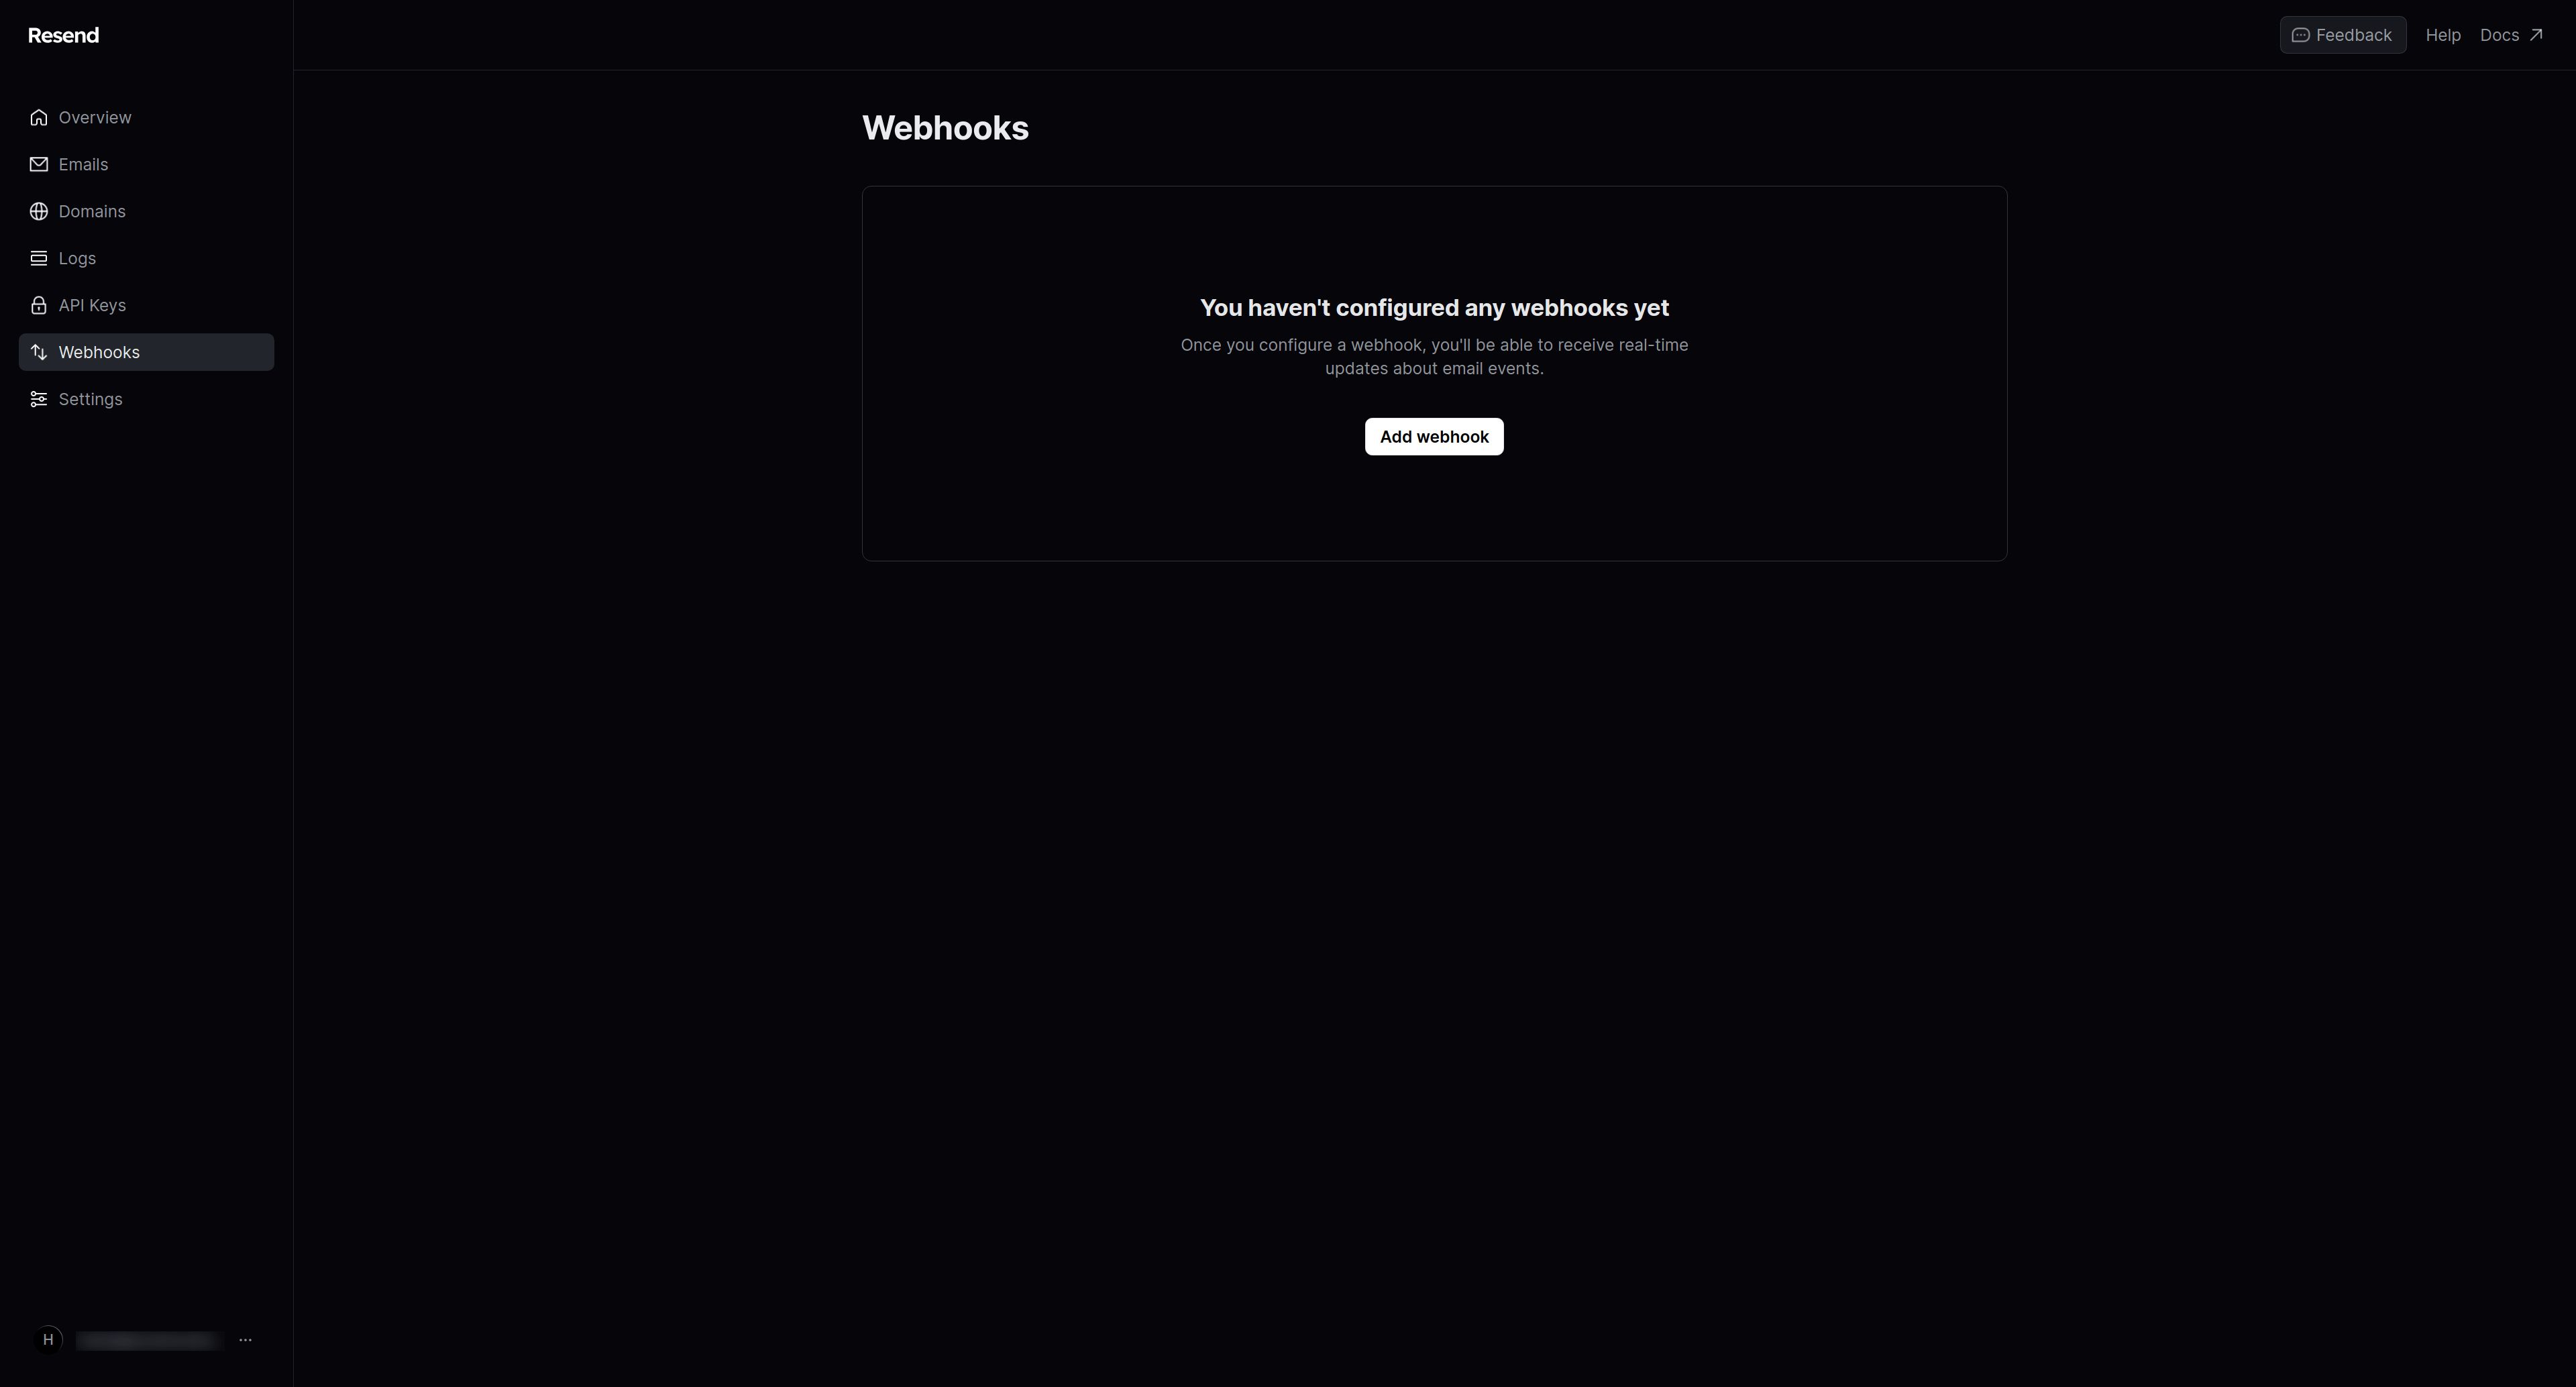 Resend
Feedback
Help
Docs
Overview
Emails
Domains
Logs
API Keys
Webhooks
Settings
Webhooks
You haven't configured any webhooks yet
Once you configure a webhook, you'll be able to receive real-time
updates about email events.
Add webhook
H